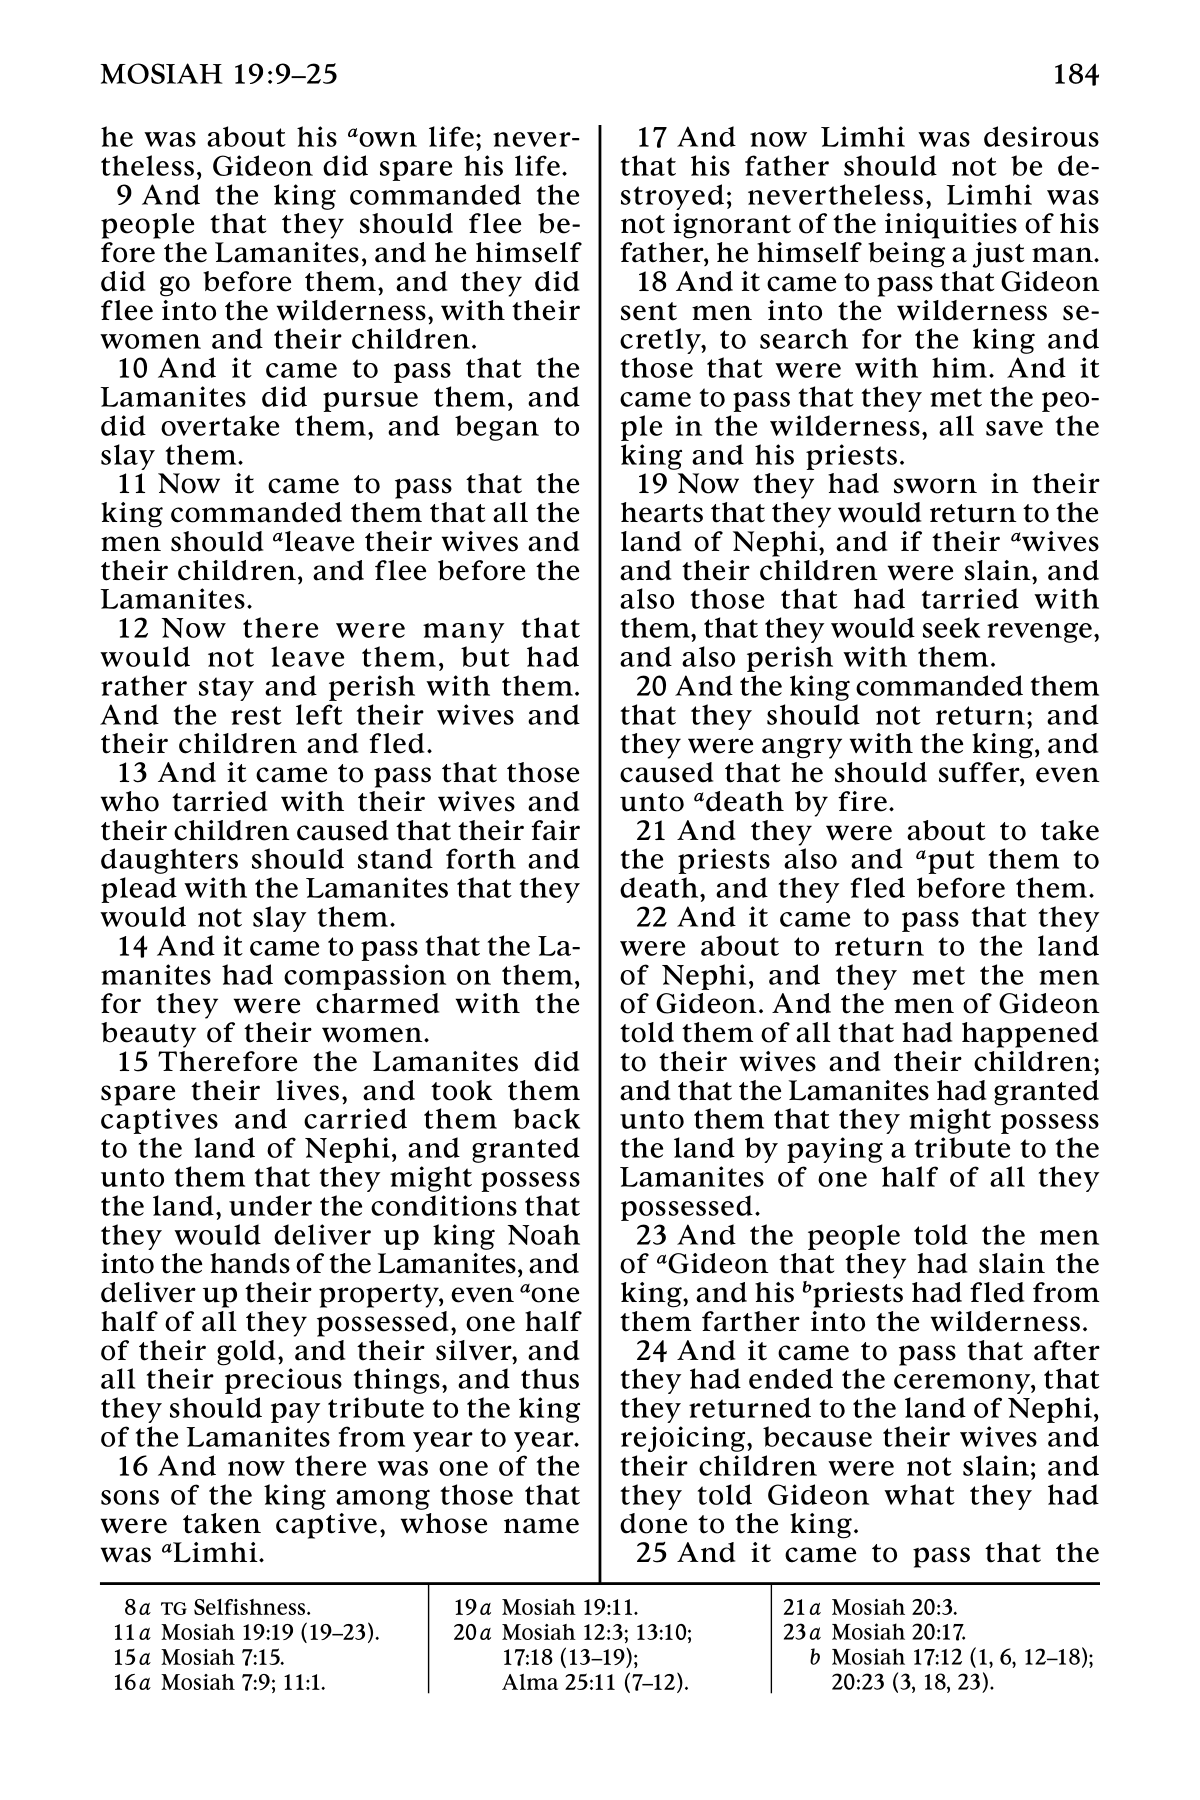 MOSIAH 19:9–25
184
he was about his aown life; never-
theless, Gideon did spare his life.
9 And the king commanded the
people that they should flee be-
fore the Lamanites, and he himself
did go before them, and they did
flee into the wilderness, with their
women and their children.
10 And it came to pass that the
Lamanites did pursue them, and
did overtake them, and began to
slay them.
11 Now it came to pass that the
king commanded them that all the
men should aleave their wives and
their children, and flee before the
Lamanites.
12 Now there were many that
would not leave them, but had
rather stay and perish with them.
And the rest left their wives and
their children and fled.
13 And it came to pass that those
who tarried with their wives and
their children caused that their fair
daughters should stand forth and
plead with the Lamanites that they
would not slay them.
14 And it came to pass that the La-
manites had compassion on them,
for they were charmed with the
beauty of their women.
15 Therefore the Lamanites did
spare their lives, and took them
captives and carried them back
to the land of Nephi, and granted
unto them that they might possess
the land, under the conditions that
they would deliver up king Noah
into the hands of the Lamanites, and
deliver up their property, even aone
half of all they possessed, one half
of their gold, and their silver, and
all their precious things, and thus
they should pay tribute to the king
of the Lamanites from year to year.
16 And now there was one of the
sons of the king among those that
were taken captive, whose name
was aLimhi.
17 And now Limhi was desirous
that his father should not be de-
stroyed; nevertheless, Limhi was
not ignorant of the iniquities of his
father, he himself being a just man.
18 And it came to pass that Gideon
sent men into the wilderness se-
cretly, to search for the king and
those that were with him. And it
came to pass that they met the peo-
ple in the wilderness, all save the
king and his priests.
19 Now they had sworn in their
hearts that they would return to the
land of Nephi, and if their awives
and their children were slain, and
also those that had tarried with
them, that they would seek revenge,
and also perish with them.
20 And the king commanded them
that they should not return; and
they were angry with the king, and
caused that he should suffer, even
unto adeath by fire.
21 And they were about to take
the priests also and aput them to
death, and they fled before them.
22 And it came to pass that they
were about to return to the land
of Nephi, and they met the men
of Gideon. And the men of Gideon
told them of all that had happened
to their wives and their children;
and that the Lamanites had granted
unto them that they might possess
the land by paying a tribute to the
Lamanites of one half of all they
possessed.
23 And the people told the men
of aGideon that they had slain the
king, and his bpriests had fled from
them farther into the wilderness.
24 And it came to pass that after
they had ended the ceremony, that
they returned to the land of Nephi,
rejoicing, because their wives and
their children were not slain; and
they told Gideon what they had
done to the king.
25 And it came to pass that the
8a TG Selfishness.
11a Mosiah 19:19 (19–23).
15a Mosiah 7:15.
16a Mosiah 7:9; 11:1.
19a Mosiah 19:11.
20a Mosiah 12:3; 13:10;
17:18 (13–19);
Alma 25:11 (7–12).
21a Mosiah 20:3.
23a Mosiah 20:17.
b Mosiah 17:12 (1, 6, 12–18);
20:23 (3, 18, 23).